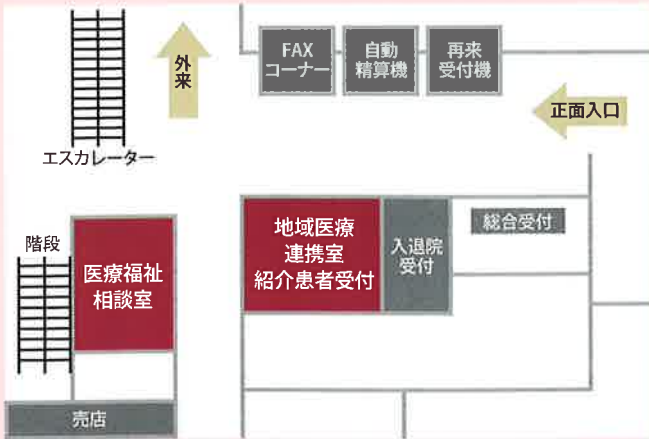 外来
FAX
コーナー
自動
精算機
再来
受付機
正面入口
エスカレーター
階段
医療福祉
相談室
地域医療
連携室
紹介患者受付
入退院
受付
総合受付
売店